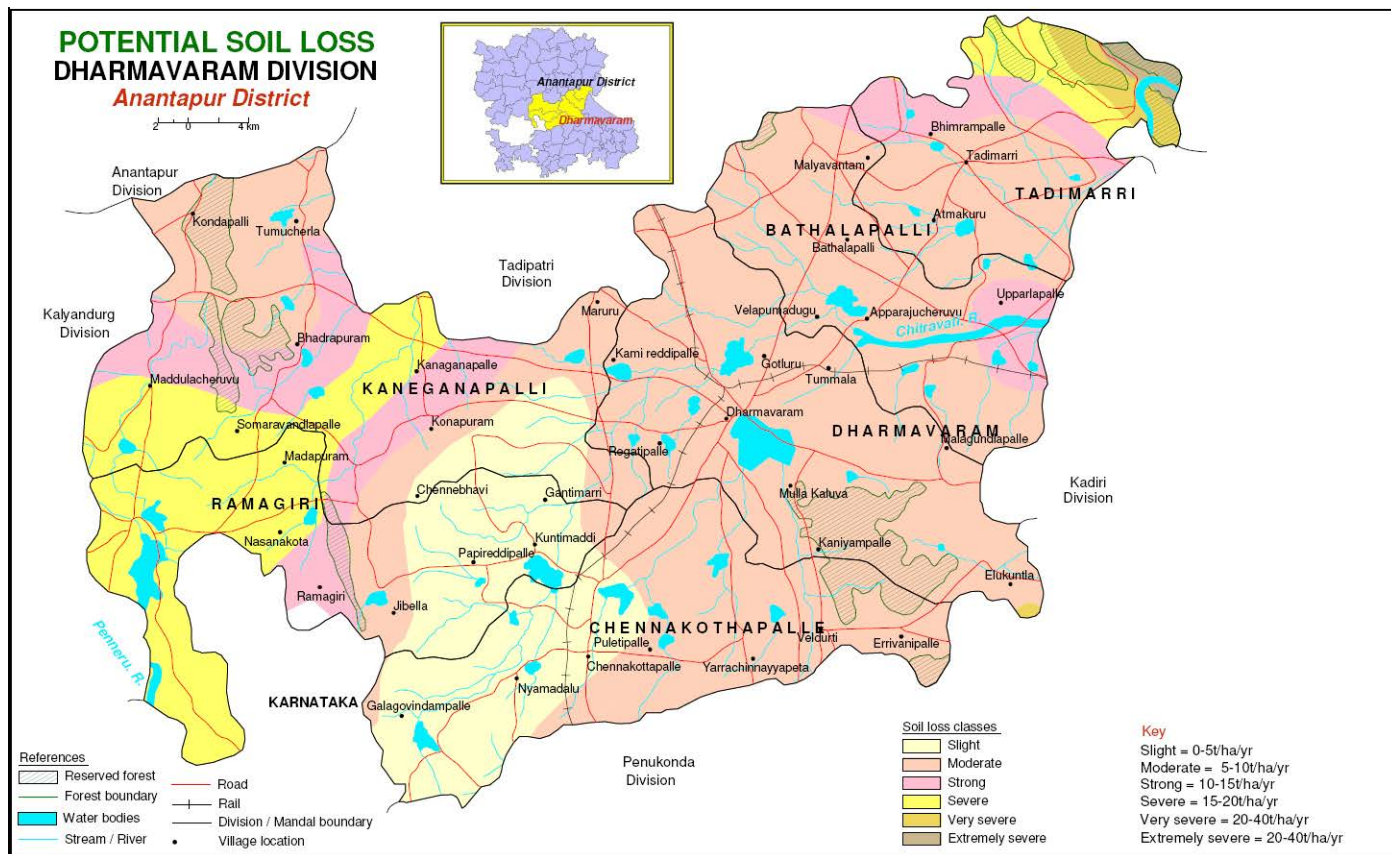 POTENTIAL SOIL LOSS
DHARMAVARAM DIVISION
Anantapur District
2 0 4 km
Anantapur District
Dharmavaram
Anantapur
Division
Kondapalli
Tumucherla
Kalyandurg
Division
Tadipatri
Division
Bhimrampalle
Malyavantam
Tadimarri
TADIMARRI
BATHALAPALLI
Atmakuru
Bathalapalli
Upparlapalle
Maruru
Velapumadugu
Apparajucheruvu
Chitravati. R.
Bhadrapuram
Kami reddipalle
Gotluru
Tummala
Kanaganapalle
Maddulacheruvu
KANEGANAPALLI
Dharmavaram
Somaravandlapalle
Konapuram
DHARMAVARAM
Malagundlapalle
Regatipalle
Madapuram
Kadiri
Division
Chennebhavi
Gantimarri
Mulla Kaluva
RAMAGIRI
Nasanakota
Kuntimaddi
Kaniyampalle
Papireddipalle
Elukuntla
Ramagiri
Jibella
CHENNAKOTHAPALLE
Veldurti
Penneru. R.
Puletipalle
Errivanipalle
Chennakottapalle
Yarrachinnayyapeta
Nyamadalu
KARNATAKA
Galagovindampalle
Penukonda
Division
References
Reserved forest
Forest boundary
Water bodies
Stream / River
Road
Rail
Division / Mandal boundary
Village location
Soil loss classes
Slight
Moderate
Strong
Severe
Very severe
Extremely severe
Key
Slight = 0-5t/ha/yr
Moderate = 5-10t/ha/yr
Strong = 10-15t/ha/yr
Severe = 15-20t/ha/yr
Very severe = 20-40t/ha/yr
Extremely severe = 20-40t/ha/yr